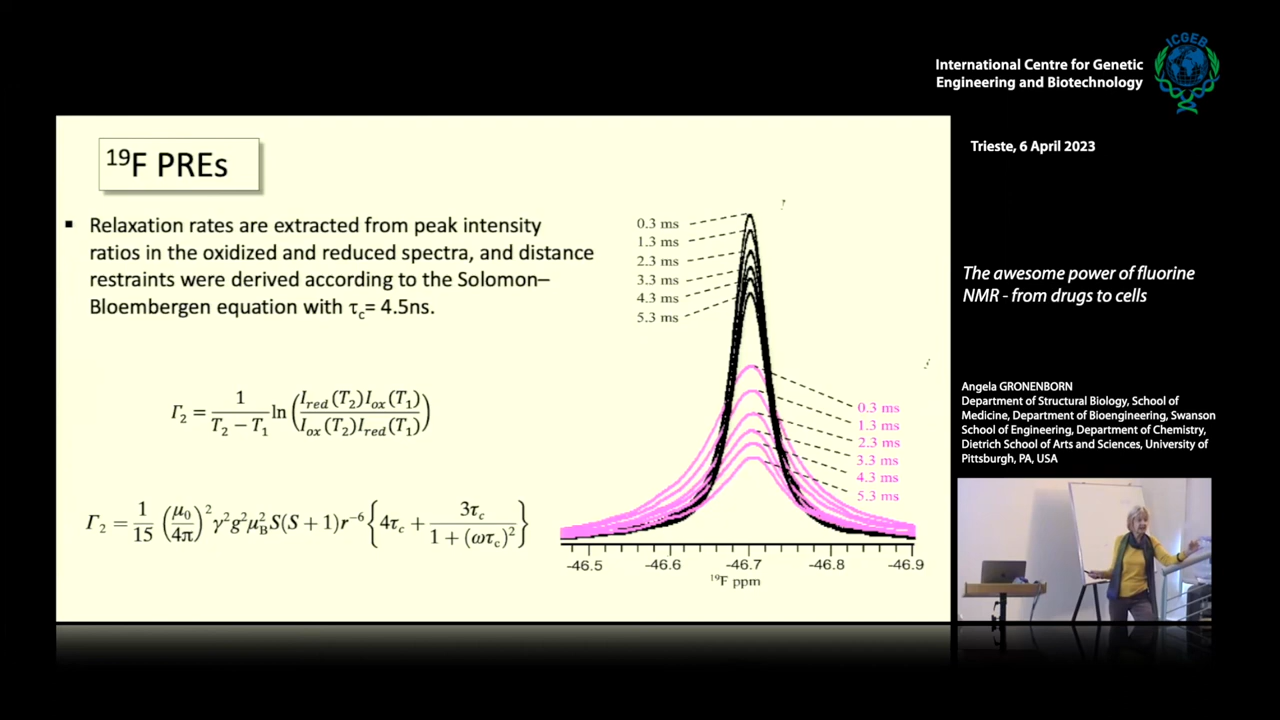 ICGEB
International Centre for Genetic
Engineering and Biotechnology
Trieste, 6 April 2023
¹⁹F PREs
▪ Relaxation rates are extracted from peak intensity
ratios in the oxidized and reduced spectra, and distance
restraints were derived according to the Solomon–
Bloembergen equation with τc= 4.5ns.
Γ₂ = 1/(T₂ − T₁) ln (I_red(T₂)I_ox(T₁) / I_ox(T₂)I_red(T₁))
Γ₂ = 1/15 (μ₀/4π)² γ²g²μ_B² S(S + 1)r⁻⁶ {4τc + 3τc/(1 + (ωτc)²)}
0.3 ms
1.3 ms
2.3 ms
3.3 ms
4.3 ms
5.3 ms
0.3 ms
1.3 ms
2.3 ms
3.3 ms
4.3 ms
5.3 ms
-46.5 -46.6 -46.7 -46.8 -46.9
¹⁹F ppm
The awesome power of fluorine
NMR - from drugs to cells
Angela GRONENBORN
Department of Structural Biology, School of
Medicine, Department of Bioengineering, Swanson
School of Engineering, Department of Chemistry,
Dietrich School of Arts and Sciences, University of
Pittsburgh, PA, USA